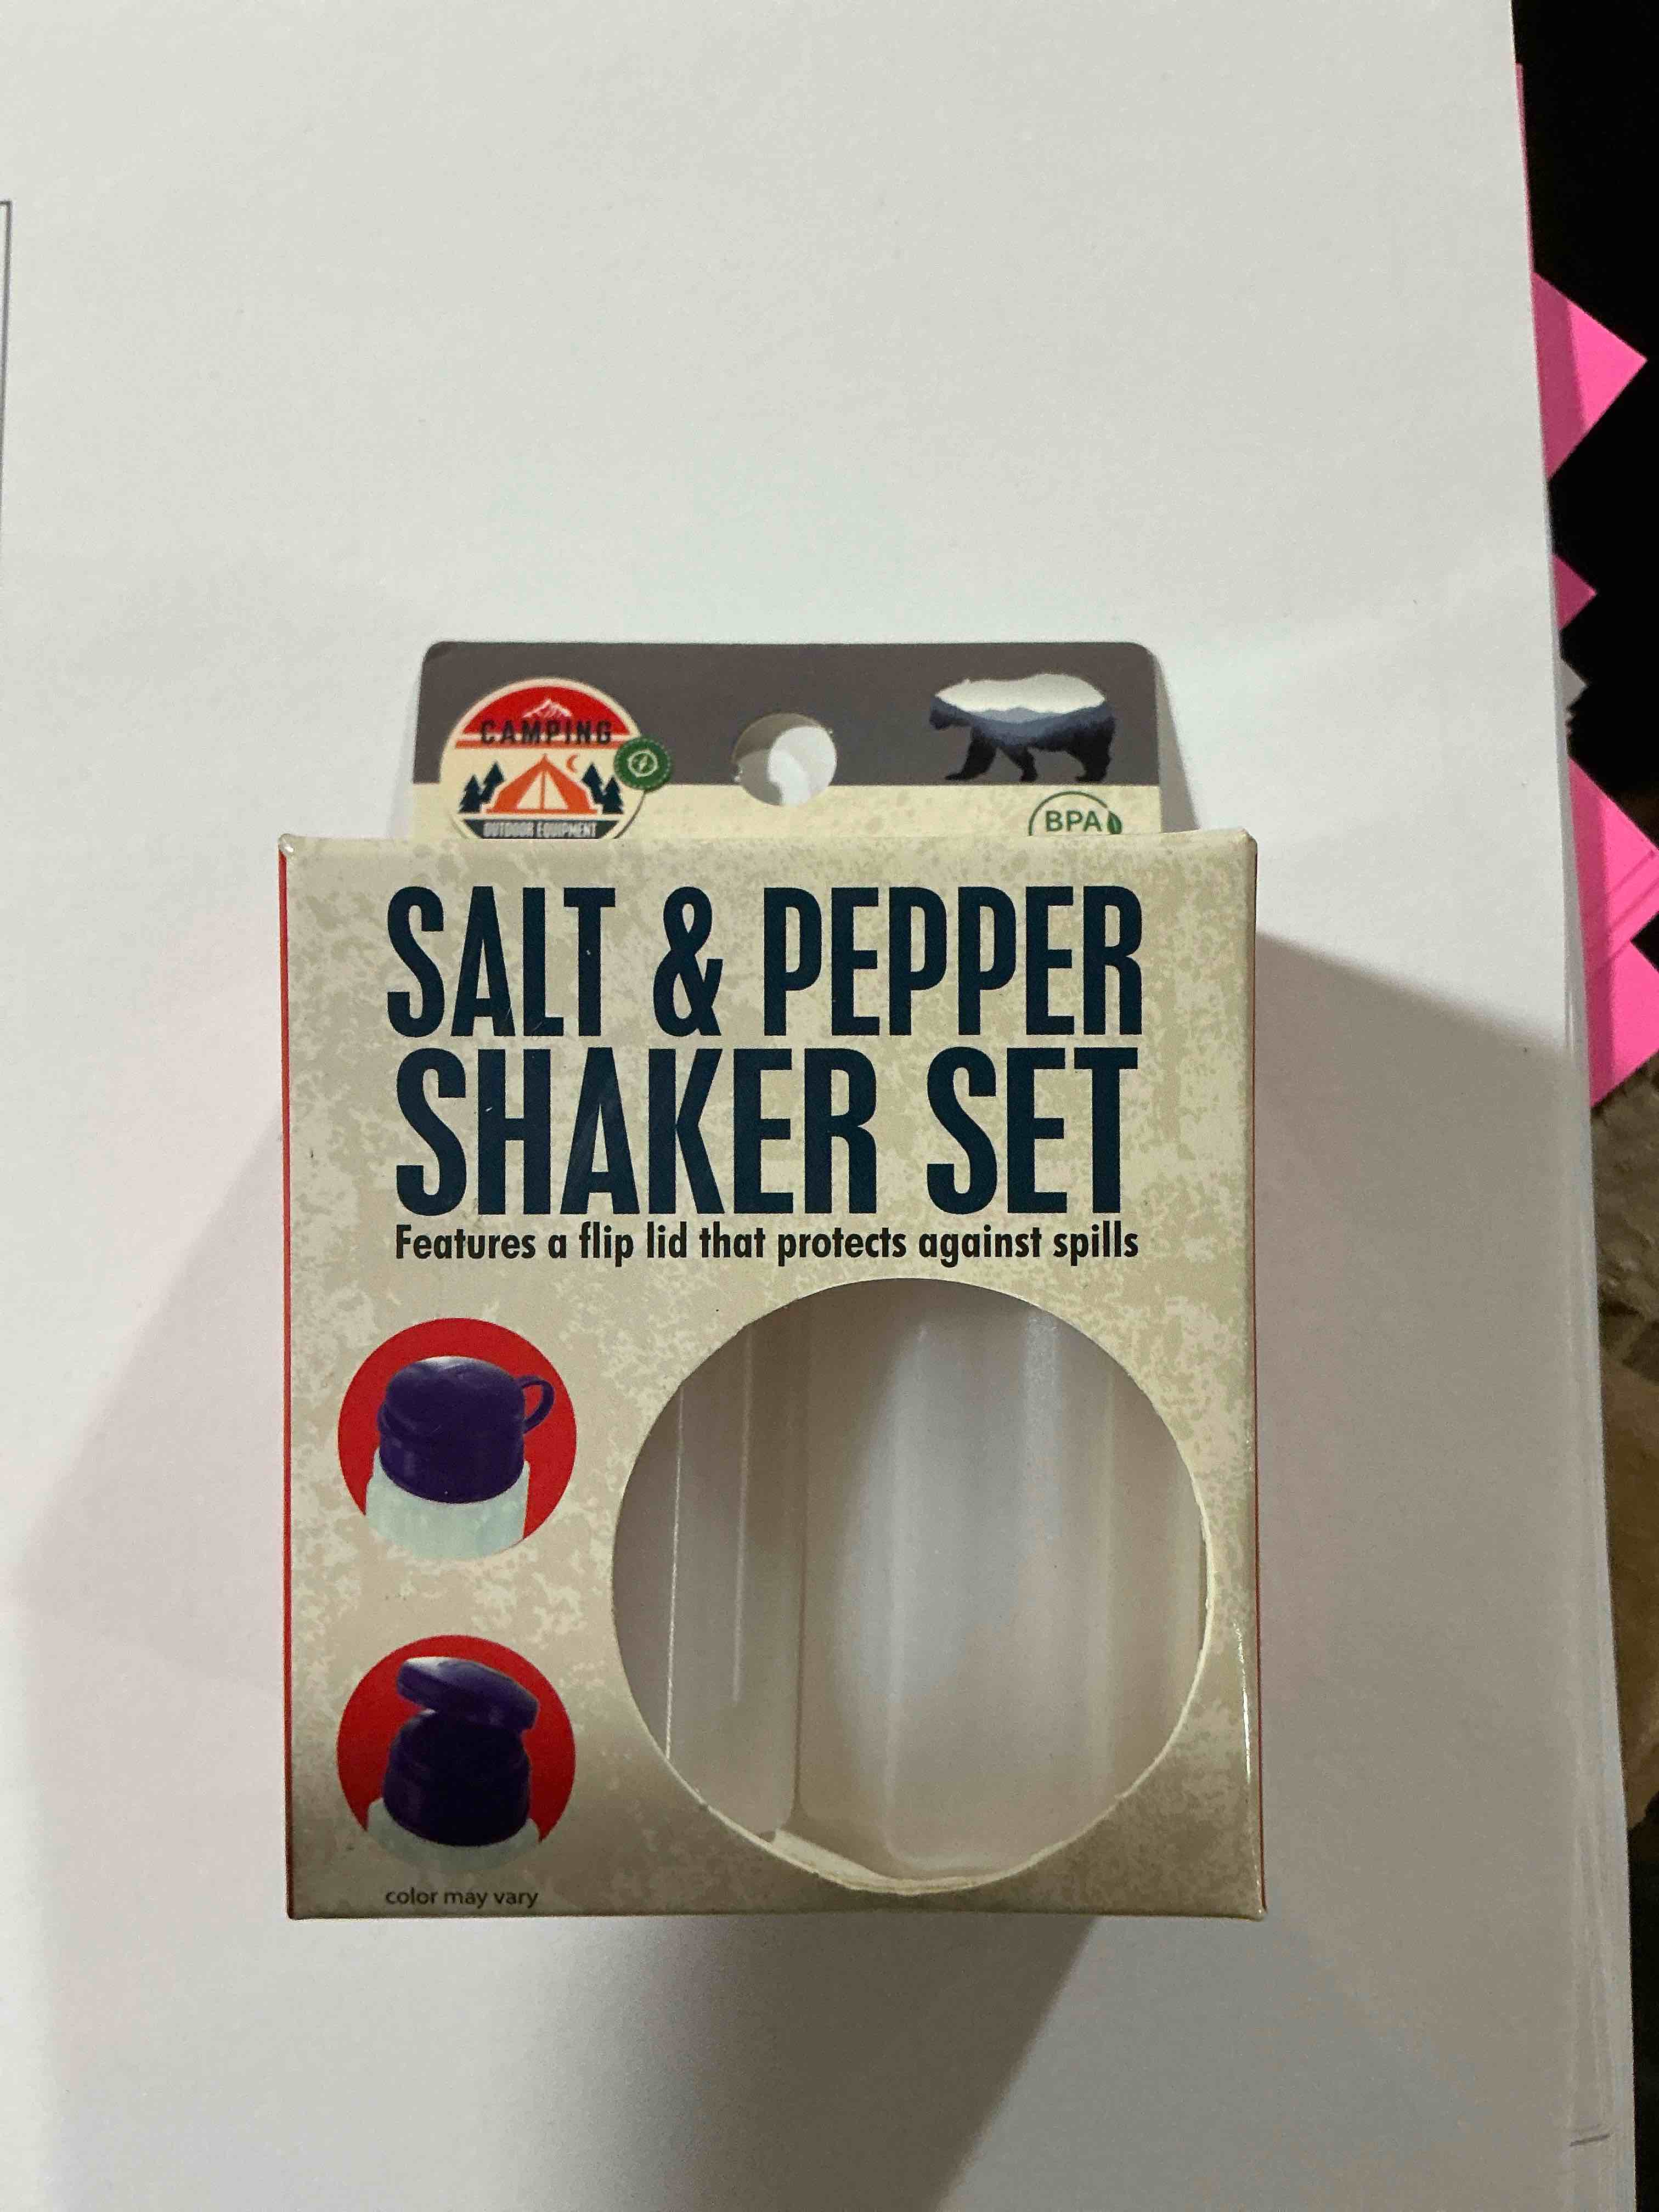 CAMPING
OUTDOOR EQUIPMENT
BPA
SALT & PEPPER
SHAKER SET
Features a flip lid that protects against spills
color may vary